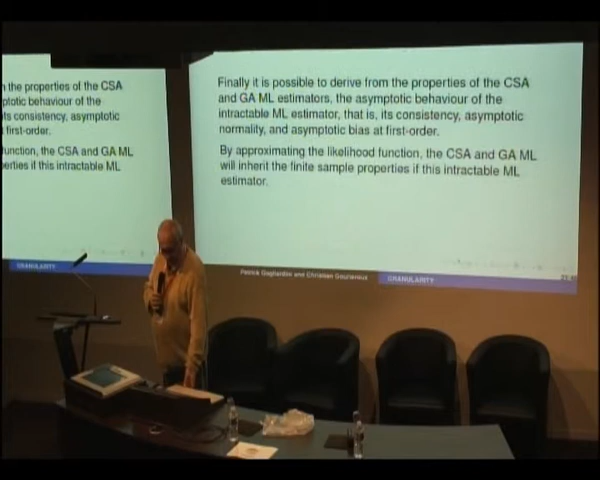 n the properties of the CSA
ptotic behaviour of the
its consistency, asymptotic
t first-order.
unction, the CSA and GA ML
perties if this intractable ML
GRANULARITY
Finally it is possible to derive from the properties of the CSA
and GA ML estimators, the asymptotic behaviour of the
intractable ML estimator, that is, its consistency, asymptotic
normality, and asymptotic bias at first-order.
By approximating the likelihood function, the CSA and GA ML
will inherit the finite sample properties if this intractable ML
estimator.
Patrick Gagliardini and Christian Gourieroux
GRANULARITY